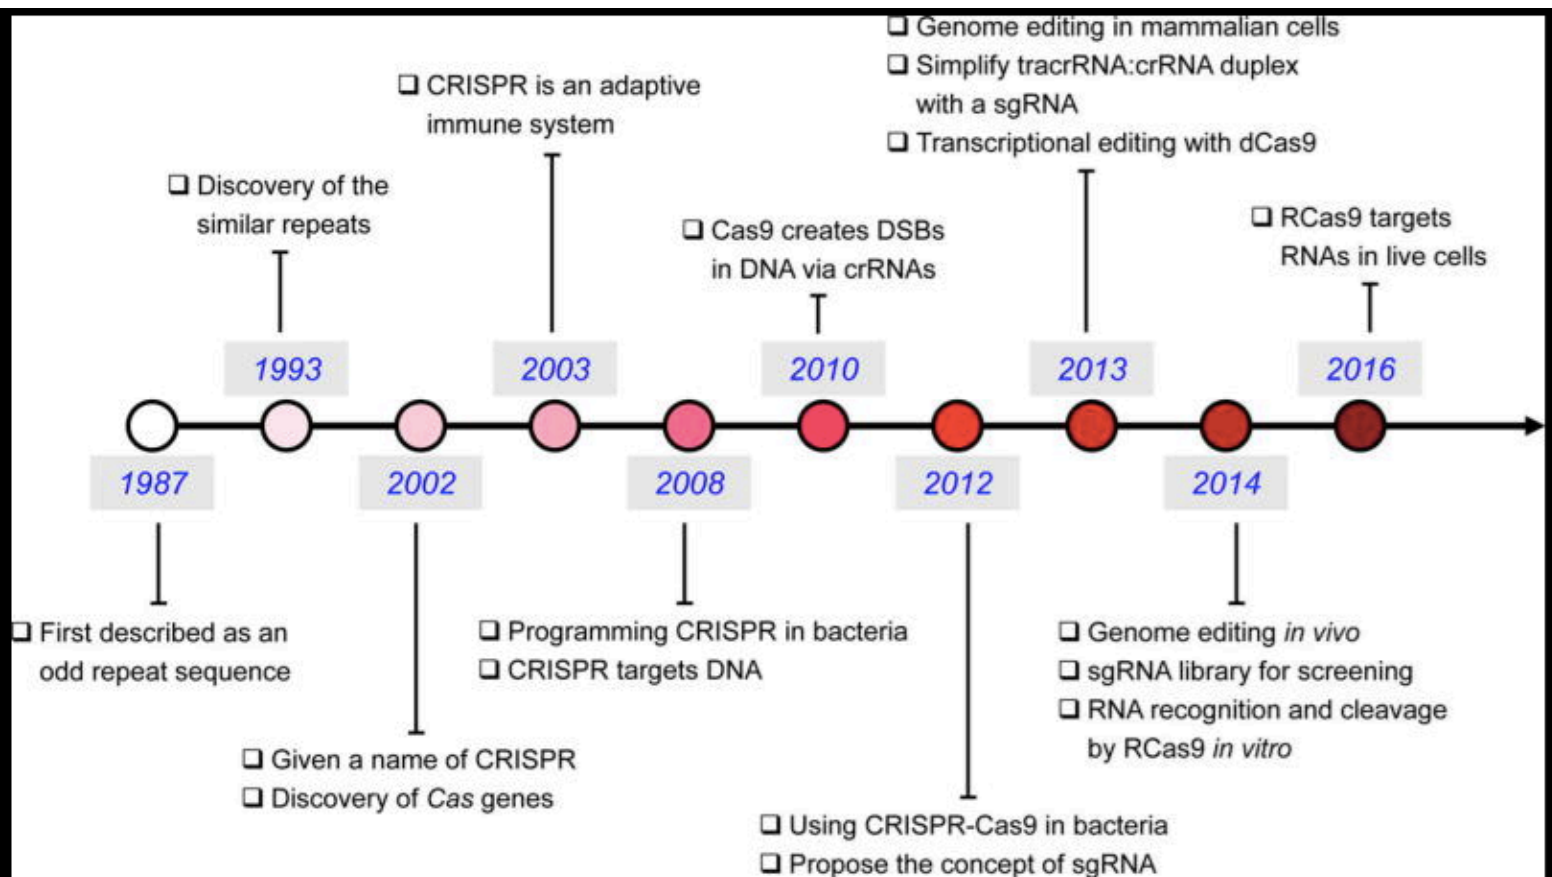 ❑ Genome editing in mammalian cells
❑ Simplify tracrRNA:crRNA duplex
with a sgRNA
❑ Transcriptional editing with dCas9
❑ CRISPR is an adaptive
immune system
❑ Discovery of the
similar repeats
❑ Cas9 creates DSBs
in DNA via crRNAs
❑ RCas9 targets
RNAs in live cells
1993
2003
2010
2013
2016
1987
2002
2008
2012
2014
❑ First described as an
odd repeat sequence
❑ Programming CRISPR in bacteria
❑ CRISPR targets DNA
❑ Genome editing in vivo
❑ sgRNA library for screening
❑ RNA recognition and cleavage
by RCas9 in vitro
❑ Given a name of CRISPR
❑ Discovery of Cas genes
❑ Using CRISPR-Cas9 in bacteria
❑ Propose the concept of sgRNA